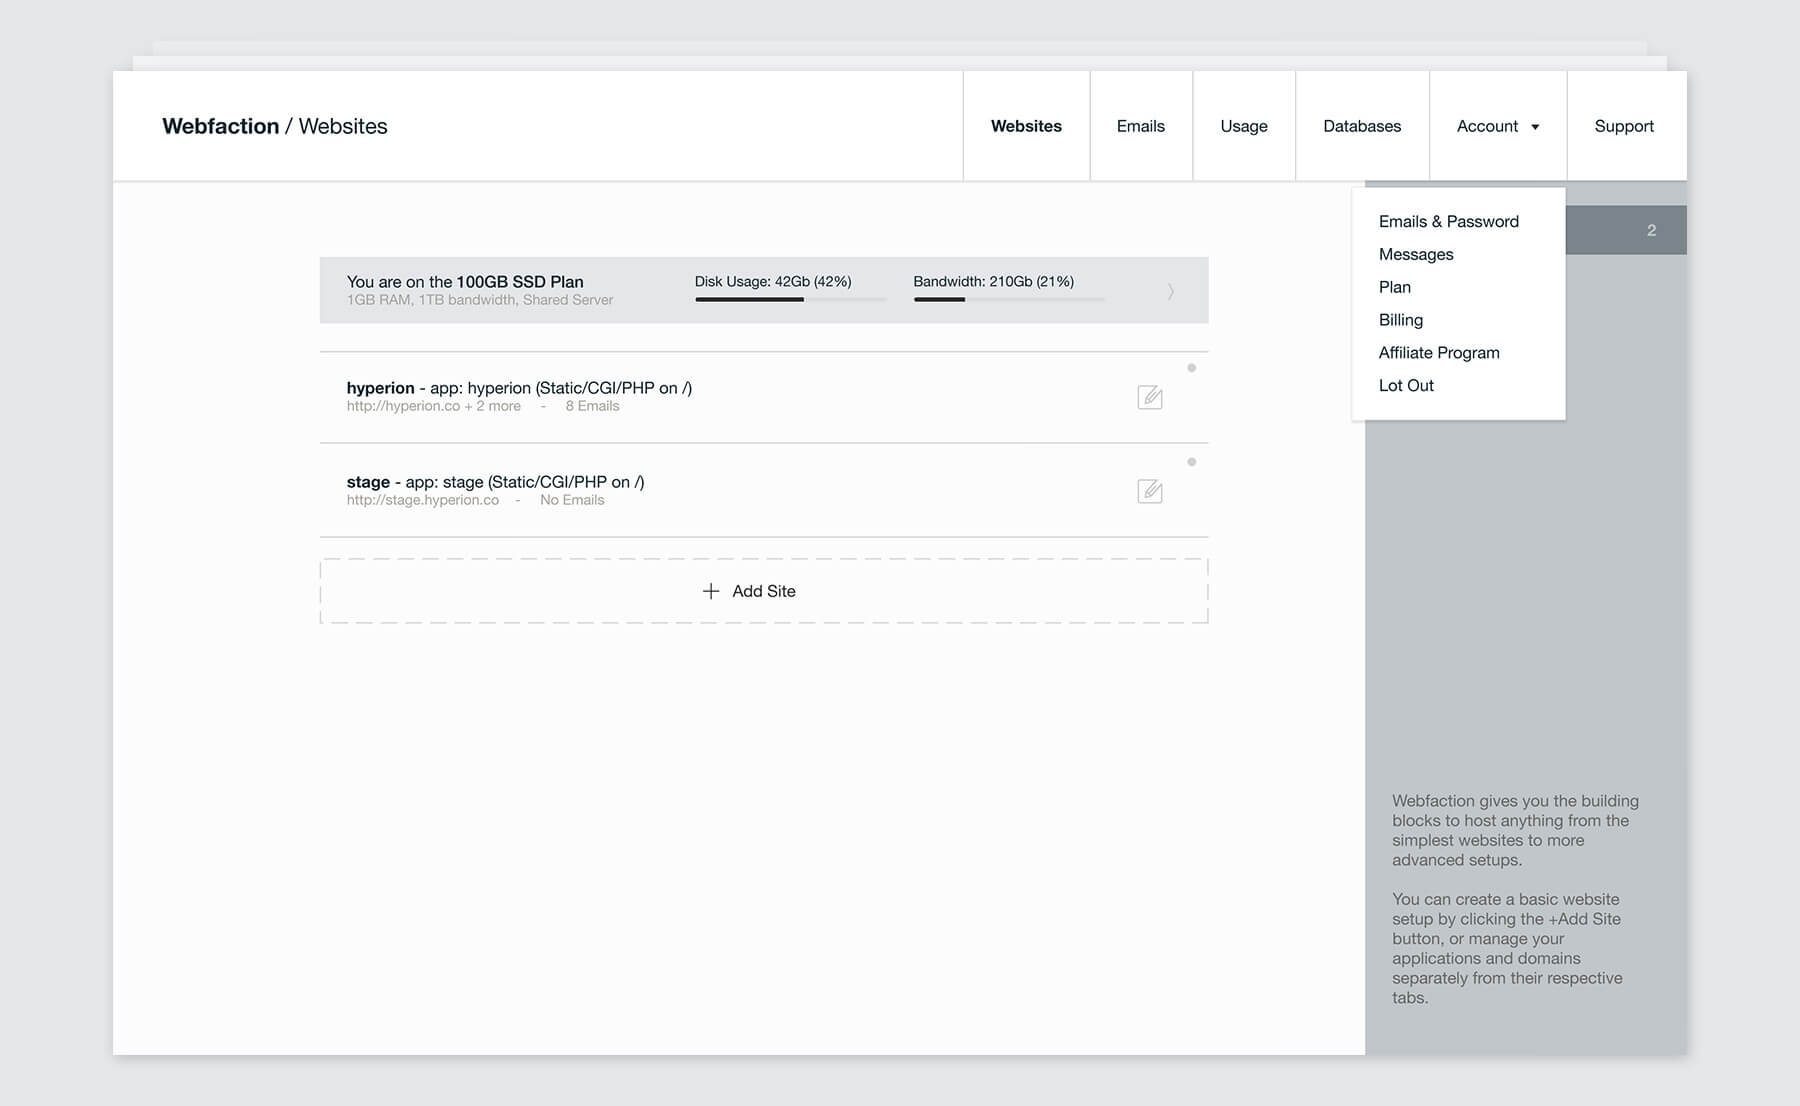 Webfaction / Websites
Websites
Emails
Usage
Databases
Account
Support
Emails & Password
Messages
Plan
Billing
Affiliate Program
Lot Out
2
You are on the 100GB SSD Plan
1GB RAM, 1TB bandwidth, Shared Server
Disk Usage: 42Gb (42%)
Bandwidth: 210Gb (21%)
hyperion - app: hyperion (Static/CGI/PHP on /)
http://hyperion.co + 2 more - 8 Emails
stage - app: stage (Static/CGI/PHP on /)
http://stage.hyperion.co - No Emails
+ Add Site
Webfaction gives you the building
blocks to host anything from the
simplest websites to more
advanced setups.
You can create a basic website
setup by clicking the +Add Site
button, or manage your
applications and domains
separately from their respective
tabs.